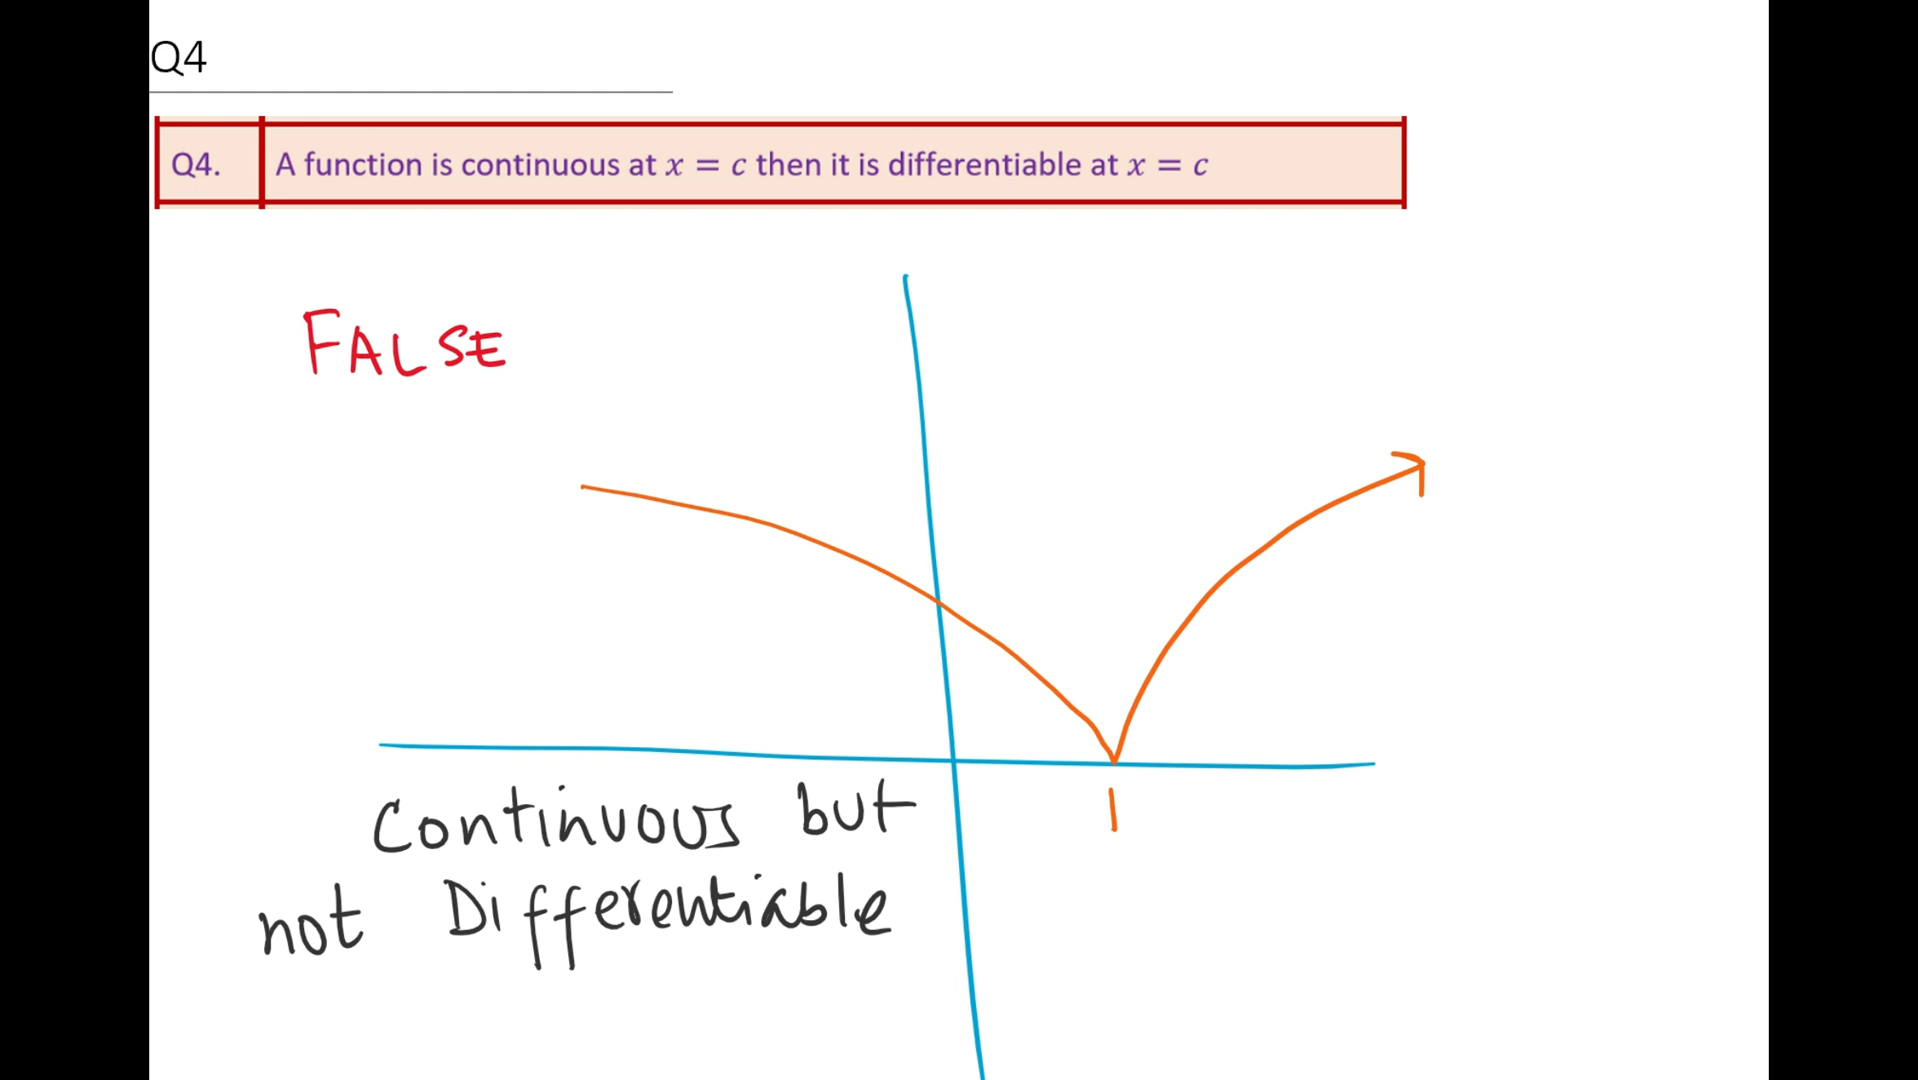 Q4
Q4. A function is continuous at x = c then it is differentiable at x = c
FALSE
1
Continuous but
not Differentiable